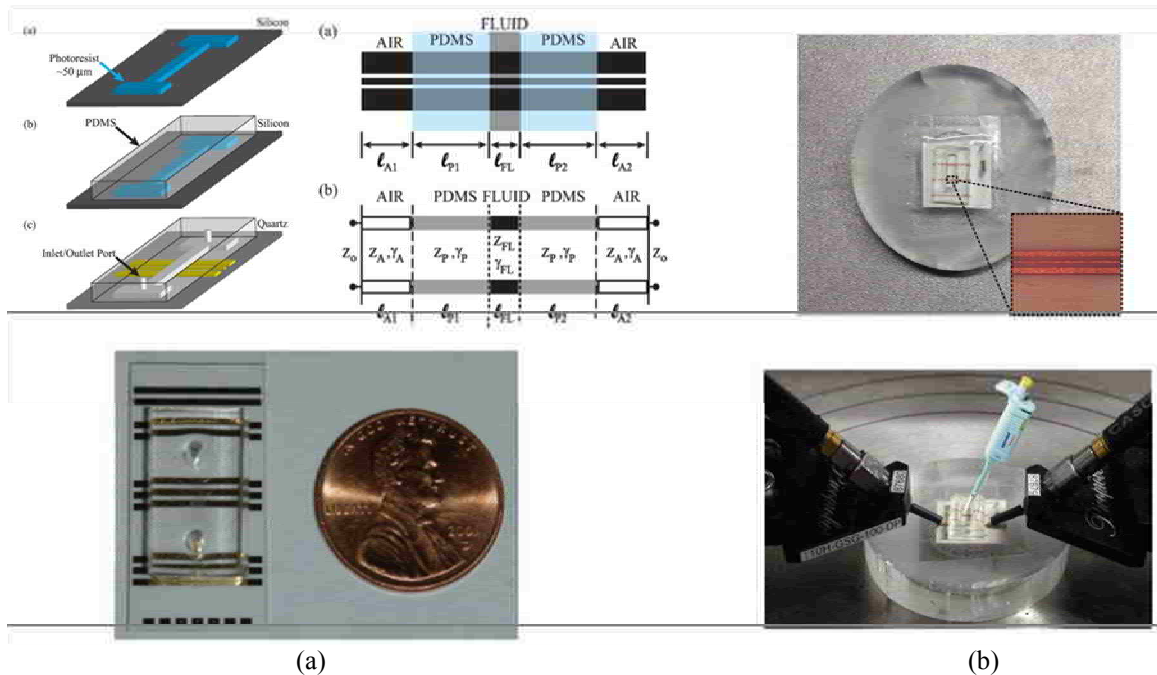 (a)
Silicon
Photoresist
~50 µm
(b)
PDMS
Silicon
(c)
Quartz
Inlet/Outlet Port
(a)
FLUID
AIR PDMS PDMS AIR
ℓA1 ℓP1 ℓFL ℓP2 ℓA2
(b)
AIR PDMS FLUID PDMS AIR
Zo ZA,γA ZP,γP ZFL γFL ZP,γP ZA,γA Zo
ℓA1 ℓP1 ℓFL ℓP2 ℓA2
(a)
(b)